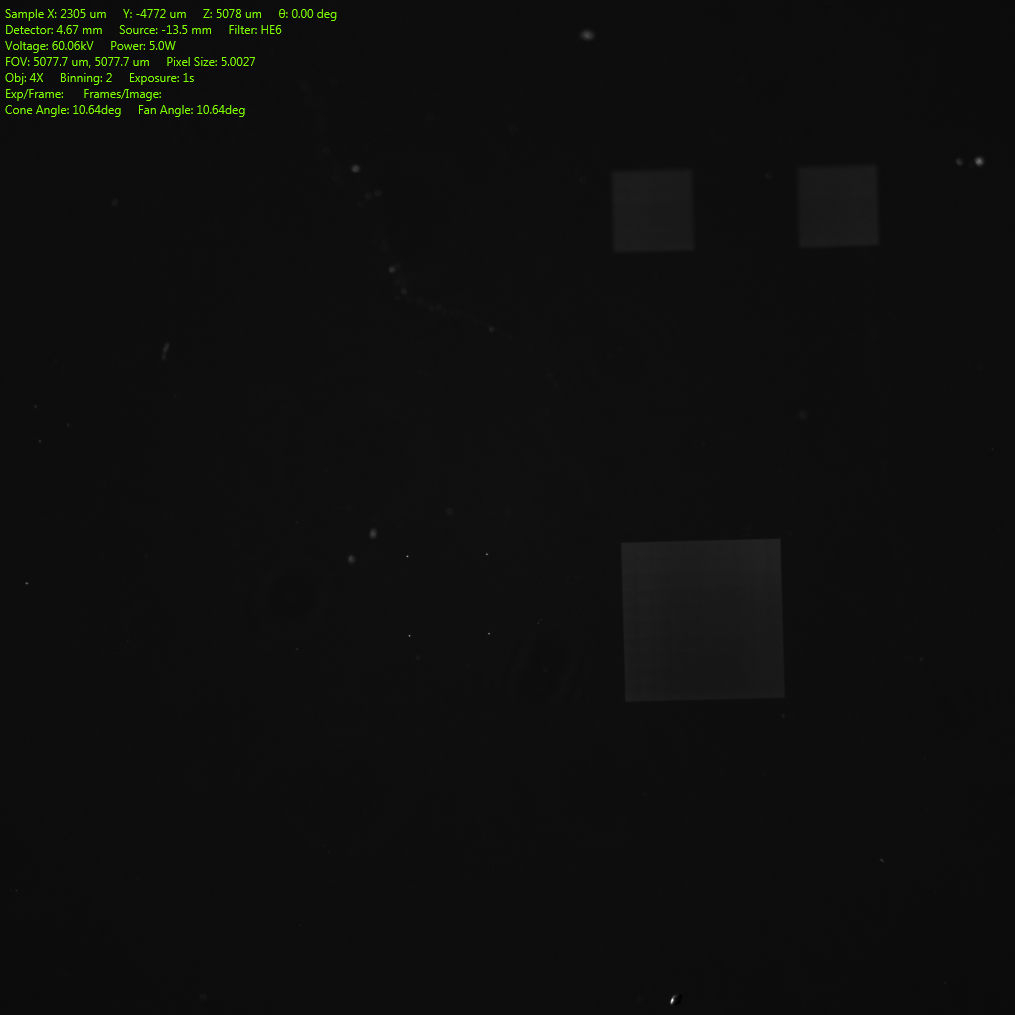 Sample X: 2305 um Y: -4772 um Z: 5078 um θ: 0.00 deg
Detector: 4.67 mm Source: -13.5 mm Filter: HE6
Voltage: 60.06kV Power: 5.0W
FOV: 5077.7 um, 5077.7 um Pixel Size: 5.0027
Obj: 4X Binning: 2 Exposure: 1s
Exp/Frame: Frames/Image:
Cone Angle: 10.64deg Fan Angle: 10.64deg